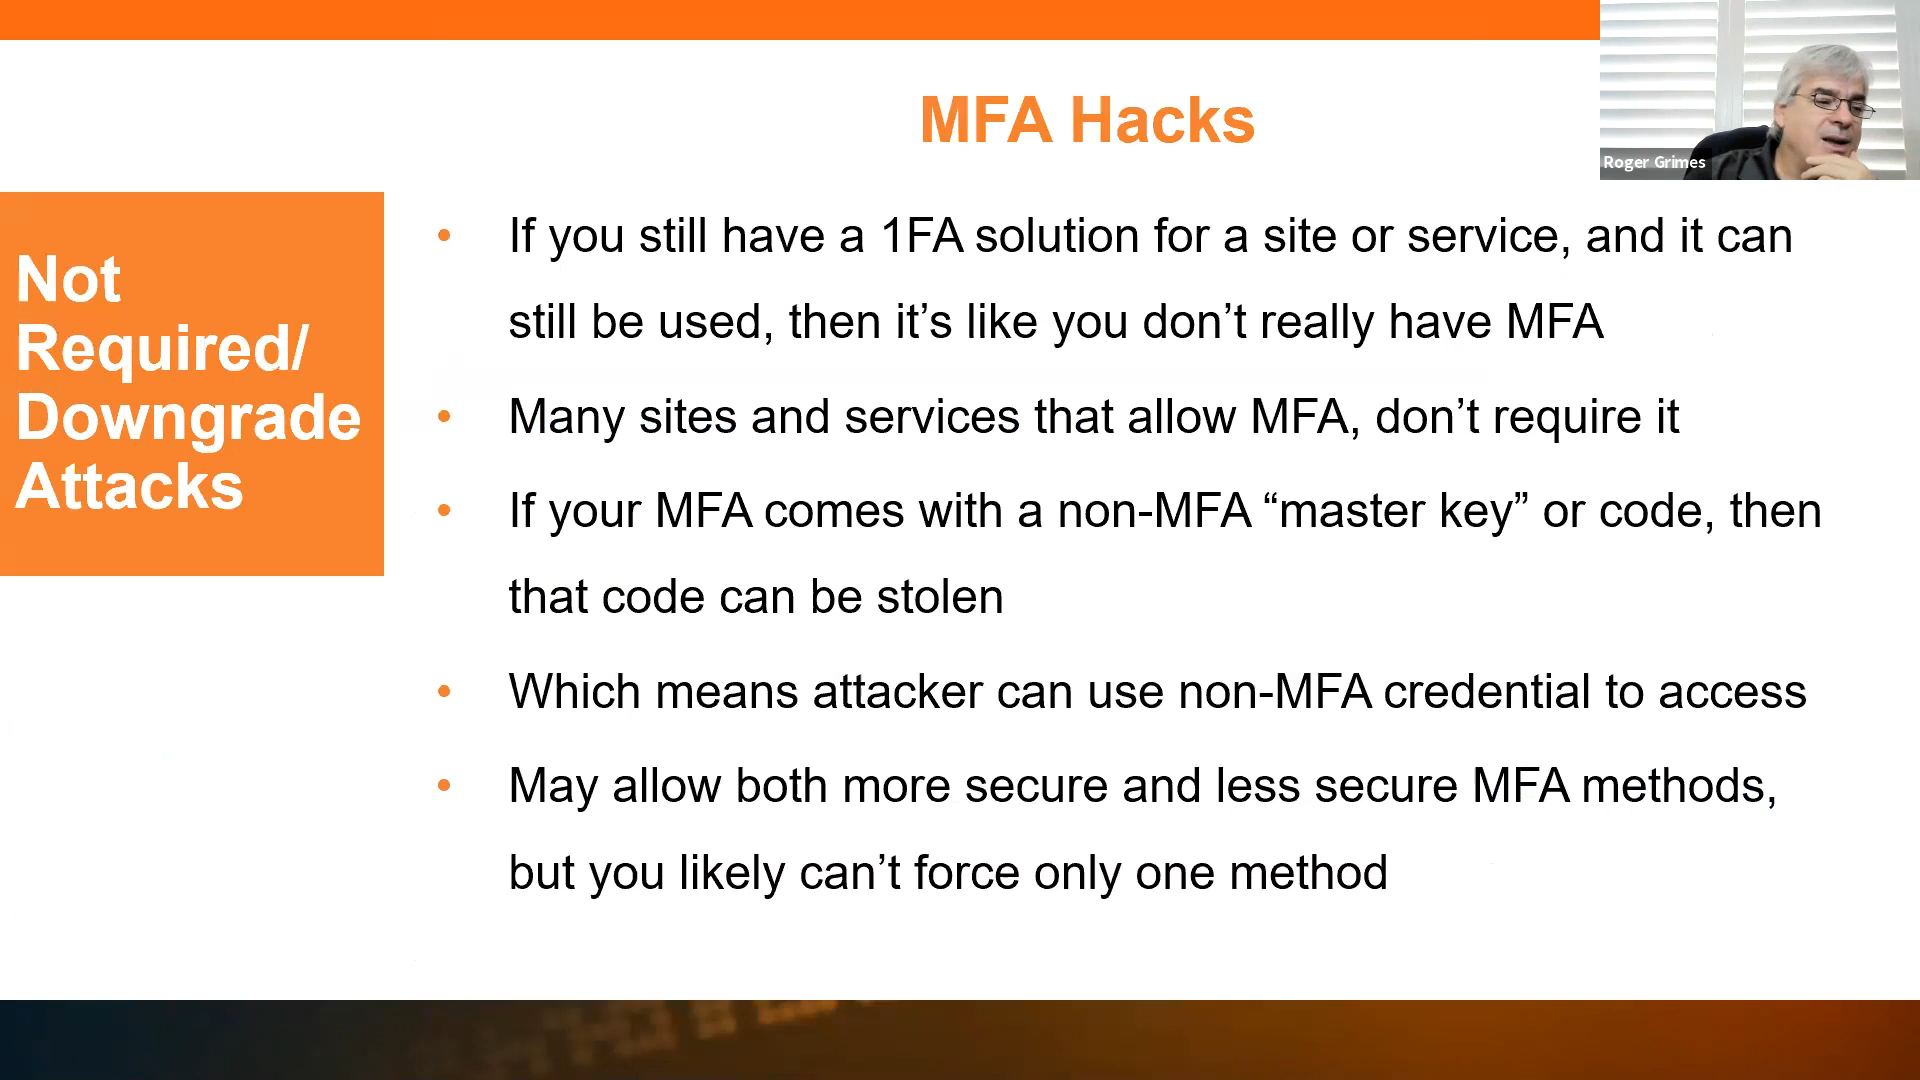 MFA Hacks
Roger Grimes
Not
Required/
Downgrade
Attacks
• If you still have a 1FA solution for a site or service, and it can
still be used, then it’s like you don’t really have MFA
• Many sites and services that allow MFA, don’t require it
• If your MFA comes with a non-MFA “master key” or code, then
that code can be stolen
• Which means attacker can use non-MFA credential to access
• May allow both more secure and less secure MFA methods,
but you likely can’t force only one method